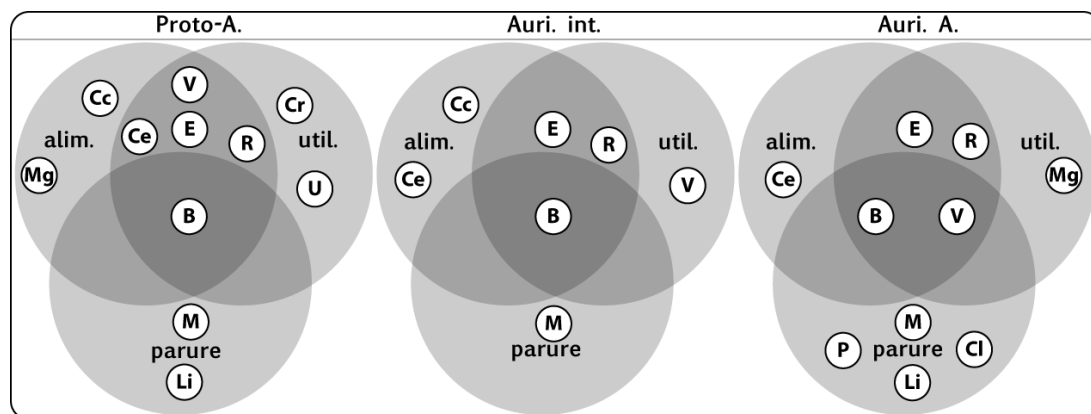 Proto-A. Auri. int. Auri. A.
V
Cc Cr
alim. Ce E R util.
Mg U
B
M
parure
Li
Cc
E
alim. R util.
Ce V
B
M
parure
E
alim. R util.
Ce Mg
B V
M
P parure Cl
Li